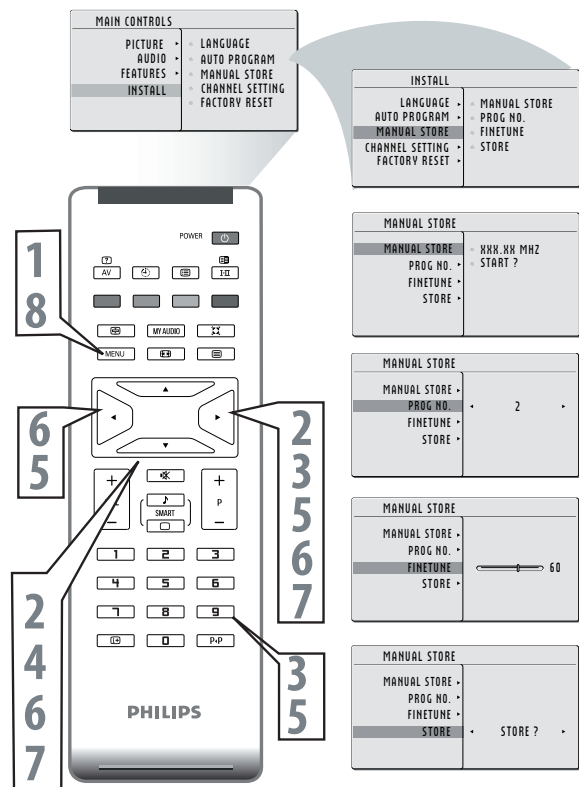 MAIN CONTROLS
PICTURE
AUDIO
FEATURES
INSTALL
LANGUAGE
AUTO PROGRAM
MANUAL STORE
CHANNEL SETTING
FACTORY RESET
INSTALL
LANGUAGE
AUTO PROGRAM
MANUAL STORE
CHANNEL SETTING
FACTORY RESET
MANUAL STORE
PROG NO.
FINETUNE
STORE
MANUAL STORE
MANUAL STORE
PROG NO.
FINETUNE
STORE
XXX.XX MHZ
START ?
MANUAL STORE
MANUAL STORE
PROG NO. 2
FINETUNE
STORE
MANUAL STORE
MANUAL STORE
PROG NO.
FINETUNE 60
STORE
MANUAL STORE
MANUAL STORE
PROG NO.
FINETUNE
STORE STORE ?
POWER
?
AV I-II
MY AUDIO
MENU
+ +
P
SMART
− −
1 2 3
4 5 6
7 8 9
i+ 0 P◂P
PHILIPS
1
8
6
5
2
4
6
7
2
3
5
6
7
3
5